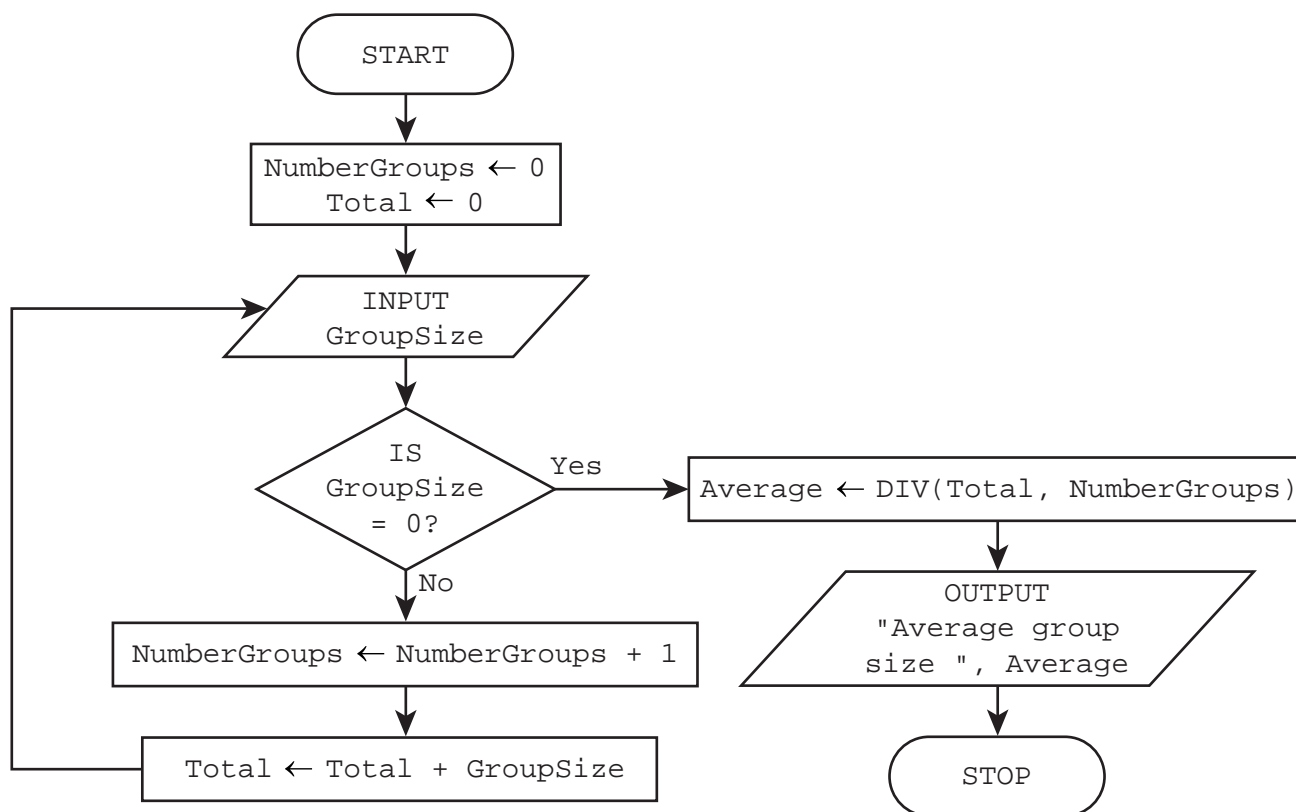 START
NumberGroups ← 0
Total ← 0
INPUT
GroupSize
IS
GroupSize
= 0?
Yes
No
NumberGroups ← NumberGroups + 1
Total ← Total + GroupSize
Average ← DIV(Total, NumberGroups)
OUTPUT
"Average group
size ", Average
STOP